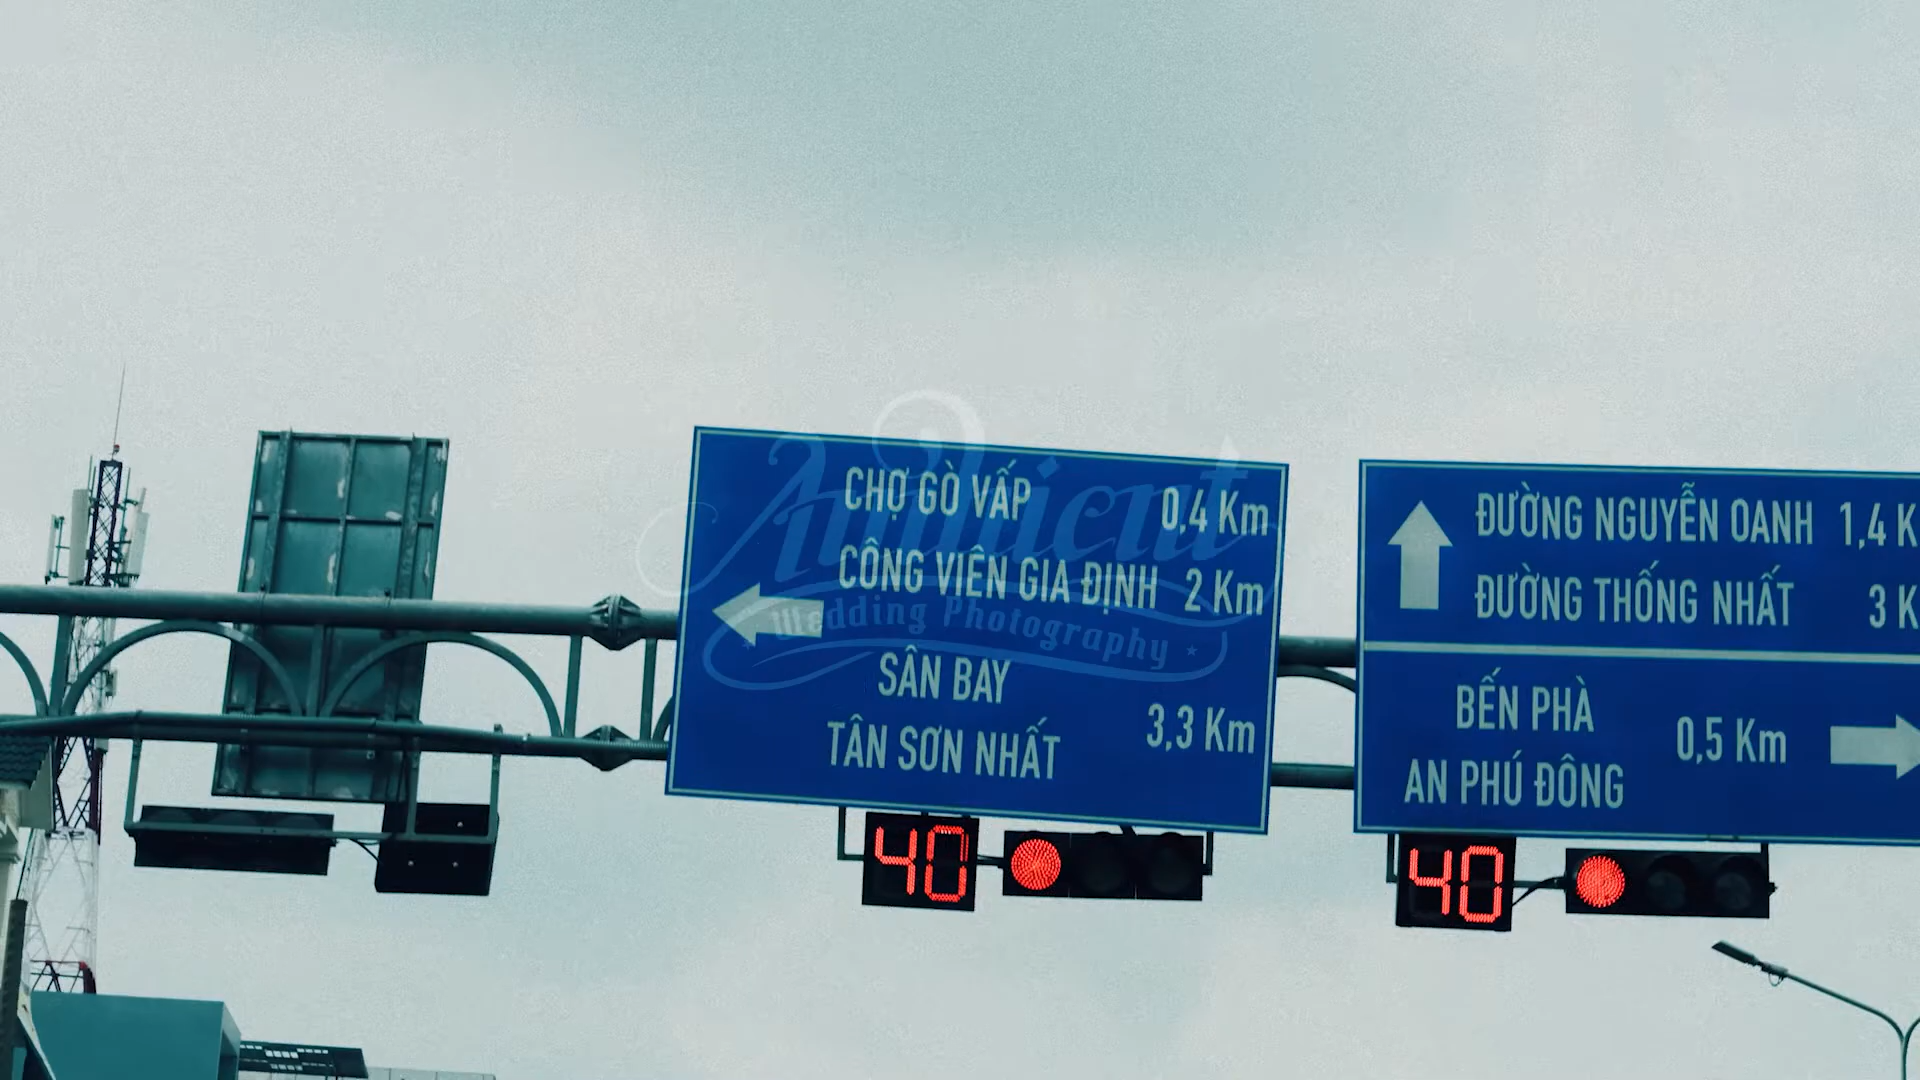 CHỢ GÒ VẤP 0,4 Km
CÔNG VIÊN GIA ĐỊNH 2 Km
SÂN BAY
TÂN SƠN NHẤT 3,3 Km
ĐƯỜNG NGUYỄN OANH 1,4 K
ĐƯỜNG THỐNG NHẤT 3 K
BẾN PHÀ
AN PHÚ ĐÔNG 0,5 Km
40
40
Ambient
Wedding Photography